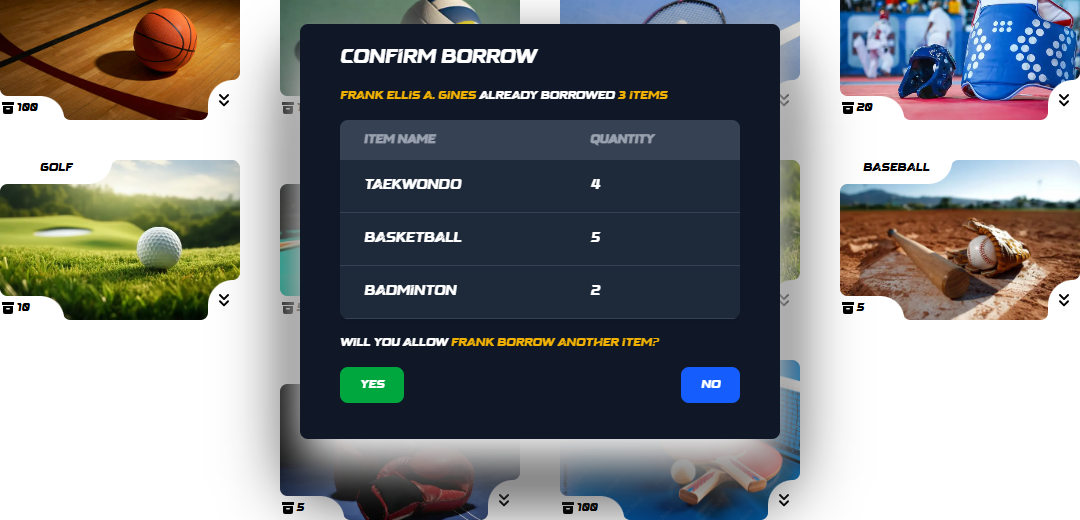 CONFIRM BORROW
FRANK ELLIS A. GINES ALREADY BORROWED 3 ITEMS
ITEM NAME QUANTITY
TAEKWONDO 4
BASKETBALL 5
BADMINTON 2
WILL YOU ALLOW FRANK BORROW ANOTHER ITEM?
YES NO
100
20
GOLF
BASEBALL
10
5
5
100